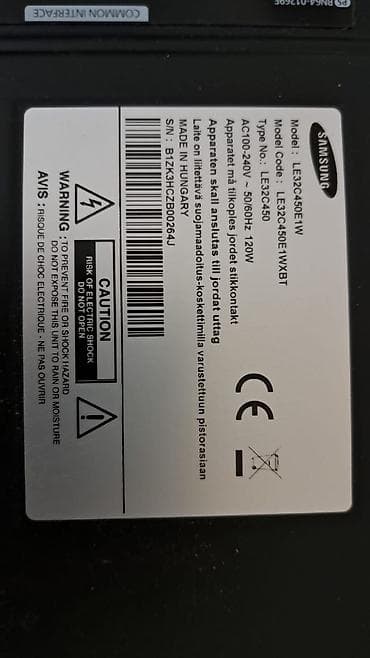 COMMON INTERFACE
SAMSUNG
Model : LE32C450E1W
Model Code : LE32C450E1WXBT
Type No.: LE32C450
AC100-240V ~ 50/60Hz 120W
Apparatet må tilkoples jordet stikkontakt
Apparaten skall anslutas till jordat uttag
Laite on liitettävä suojamaadoitus-koskettimilla varustettuun pistorasiaan
MADE IN HUNGARY
S/N : B1ZK3HCZB00264J
CE
CAUTION
RISK OF ELECTRIC SHOCK
DO NOT OPEN
WARNING : TO PREVENT FIRE OR SHOCK HAZARD
DO NOT EXPOSE THIS UNIT TO RAIN OR MOISTURE
AVIS : RISQUE DE CHOC ELECTRIQUE - NE PAS OUVRIR